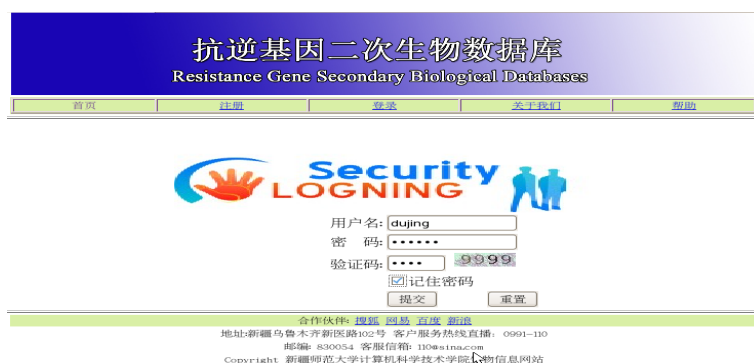 抗逆基因二次生物数据库
Resistance Gene Secondary Biological Databases
首页 注册 登录 关于我们 帮助
Security
LOGNING
用户名: dujing
密 码: ••••••
验证码: •••• 9999
记住密码
提交 重置
合作伙伴: 搜狐 网易 百度 新浪
地址:新疆乌鲁木齐新医路102号 客户服务热线直播: 0991-110
邮编: 830054 客服信箱: 110@sina.com
Copyright 新疆师范大学计算机科学技术学院生物信息网站